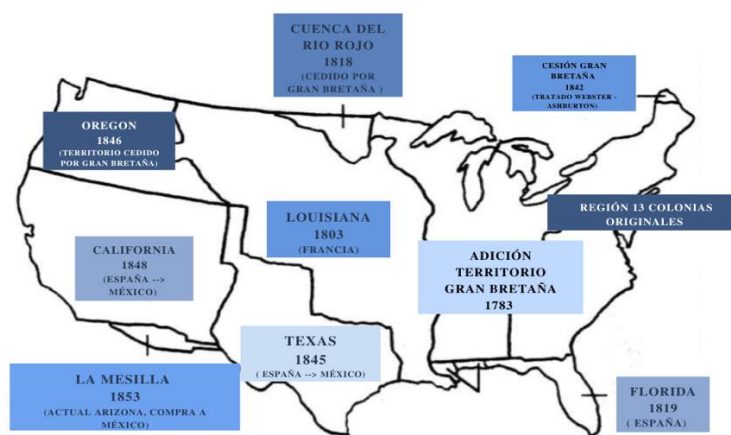 CUENCA DEL
RIO ROJO
1818
(CEDIDO POR
GRAN BRETAÑA )
CESIÓN GRAN
BRETAÑA
1842
(TRATADO WEBSTER -
ASHBURTON)
OREGON
1846
(TERRITORIO CEDIDO
POR GRAN BRETAÑA)
REGIÓN 13 COLONIAS
ORIGINALES
LOUISIANA
1803
(FRANCIA)
CALIFORNIA
1848
(ESPAÑA -->
MÉXICO)
ADICIÓN
TERRITORIO
GRAN BRETAÑA
1783
TEXAS
1845
( ESPAÑA --> MÉXICO)
LA MESILLA
1853
(ACTUAL ARIZONA, COMPRA A
MÉXICO)
FLORIDA
1819
( ESPAÑA)